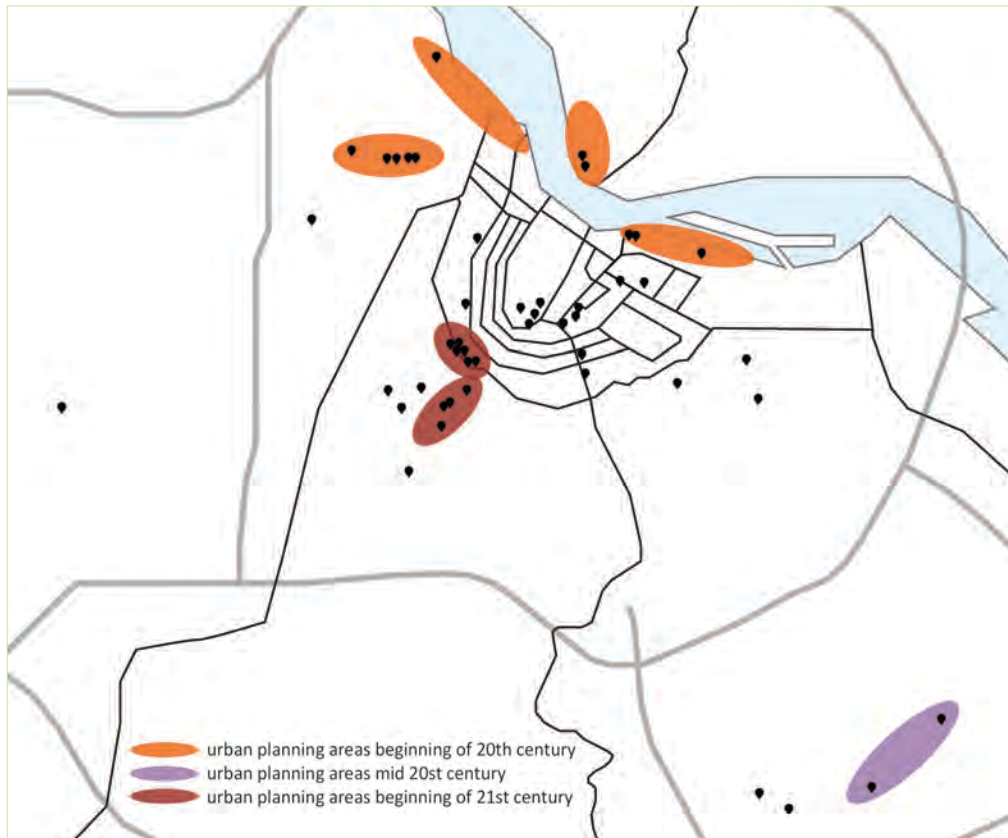 urban planning areas beginning of 20th century
urban planning areas mid 20st century
urban planning areas beginning of 21st century